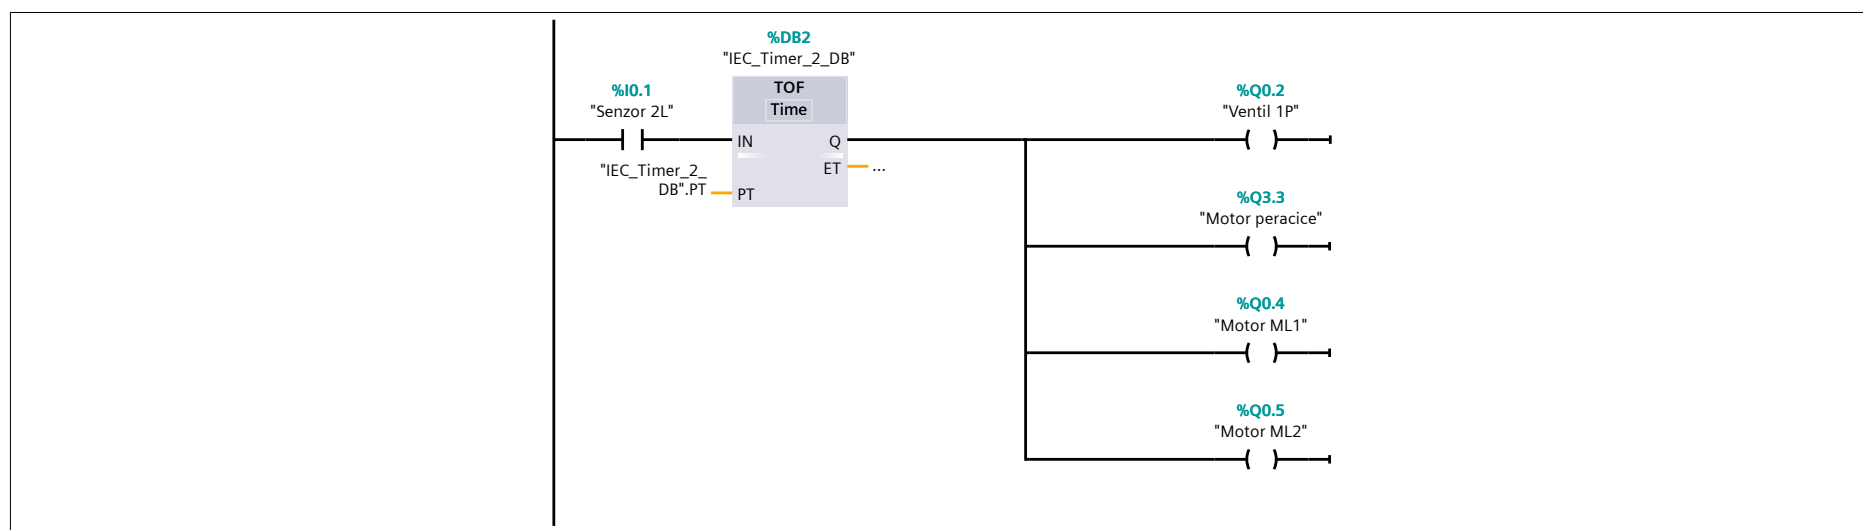 %DB2
"IEC_Timer_2_DB"
TOF
Time
%I0.1
"Senzor 2L"
IN
Q
ET
...
"IEC_Timer_2_
DB".PT
PT
%Q0.2
"Ventil 1P"
%Q3.3
"Motor peracice"
%Q0.4
"Motor ML1"
%Q0.5
"Motor ML2"